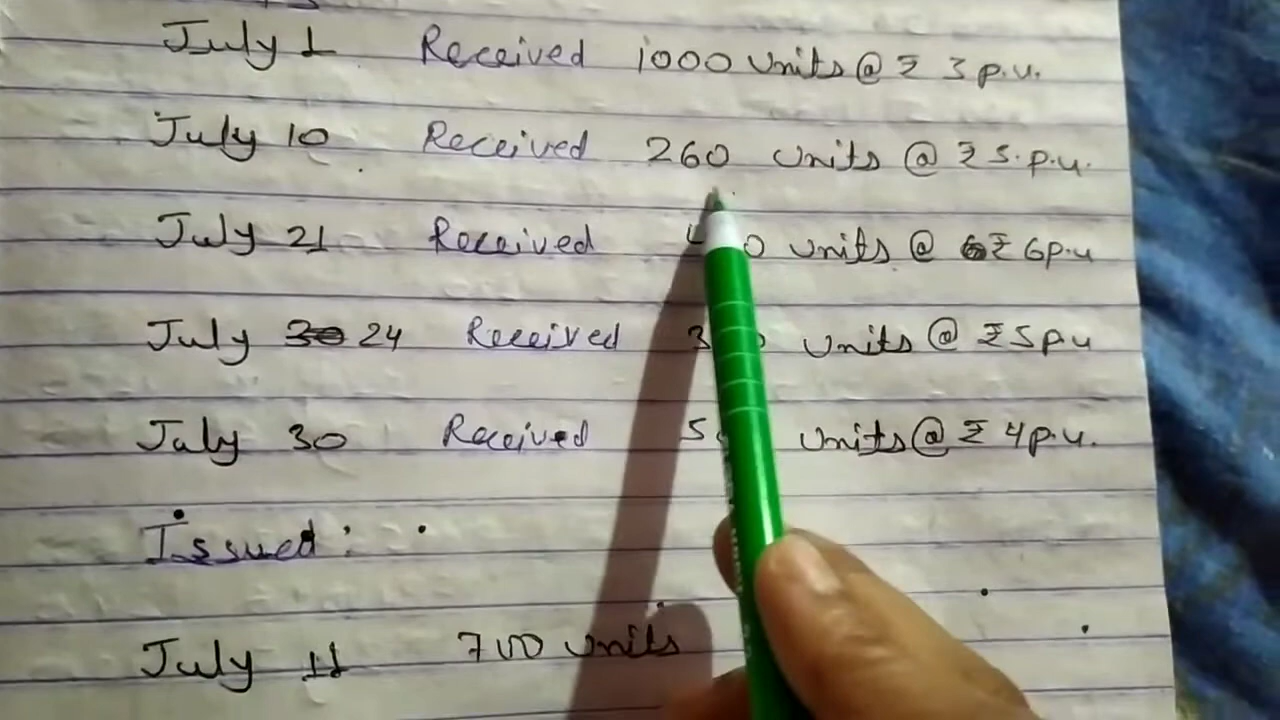 July 1 Received 1000 Units @ ₹ 3 p.u.
July 10 Received 260 Units @ ₹ 5. p.u.
July 21 Received Units @ ₹ 6 p.u
July 24 Received Units @ ₹ 5 p.u
July 30 Received Units @ ₹ 4 p.u.
Issued :
July 11 700 Units